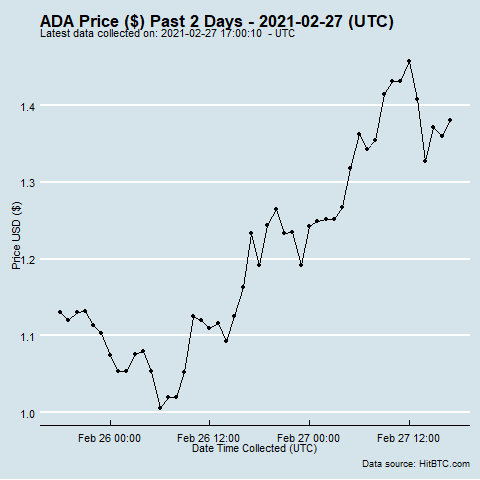 ADA Price ($) Past 2 Days - 2021-02-27 (UTC)
Latest data collected on: 2021-02-27 17:00:10  - UTC
Price USD ($)
1.4
1.3
1.2
1.1
1.0
Feb 26 00:00 Feb 26 12:00 Feb 27 00:00 Feb 27 12:00
Date Time Collected (UTC)
Data source: HitBTC.com